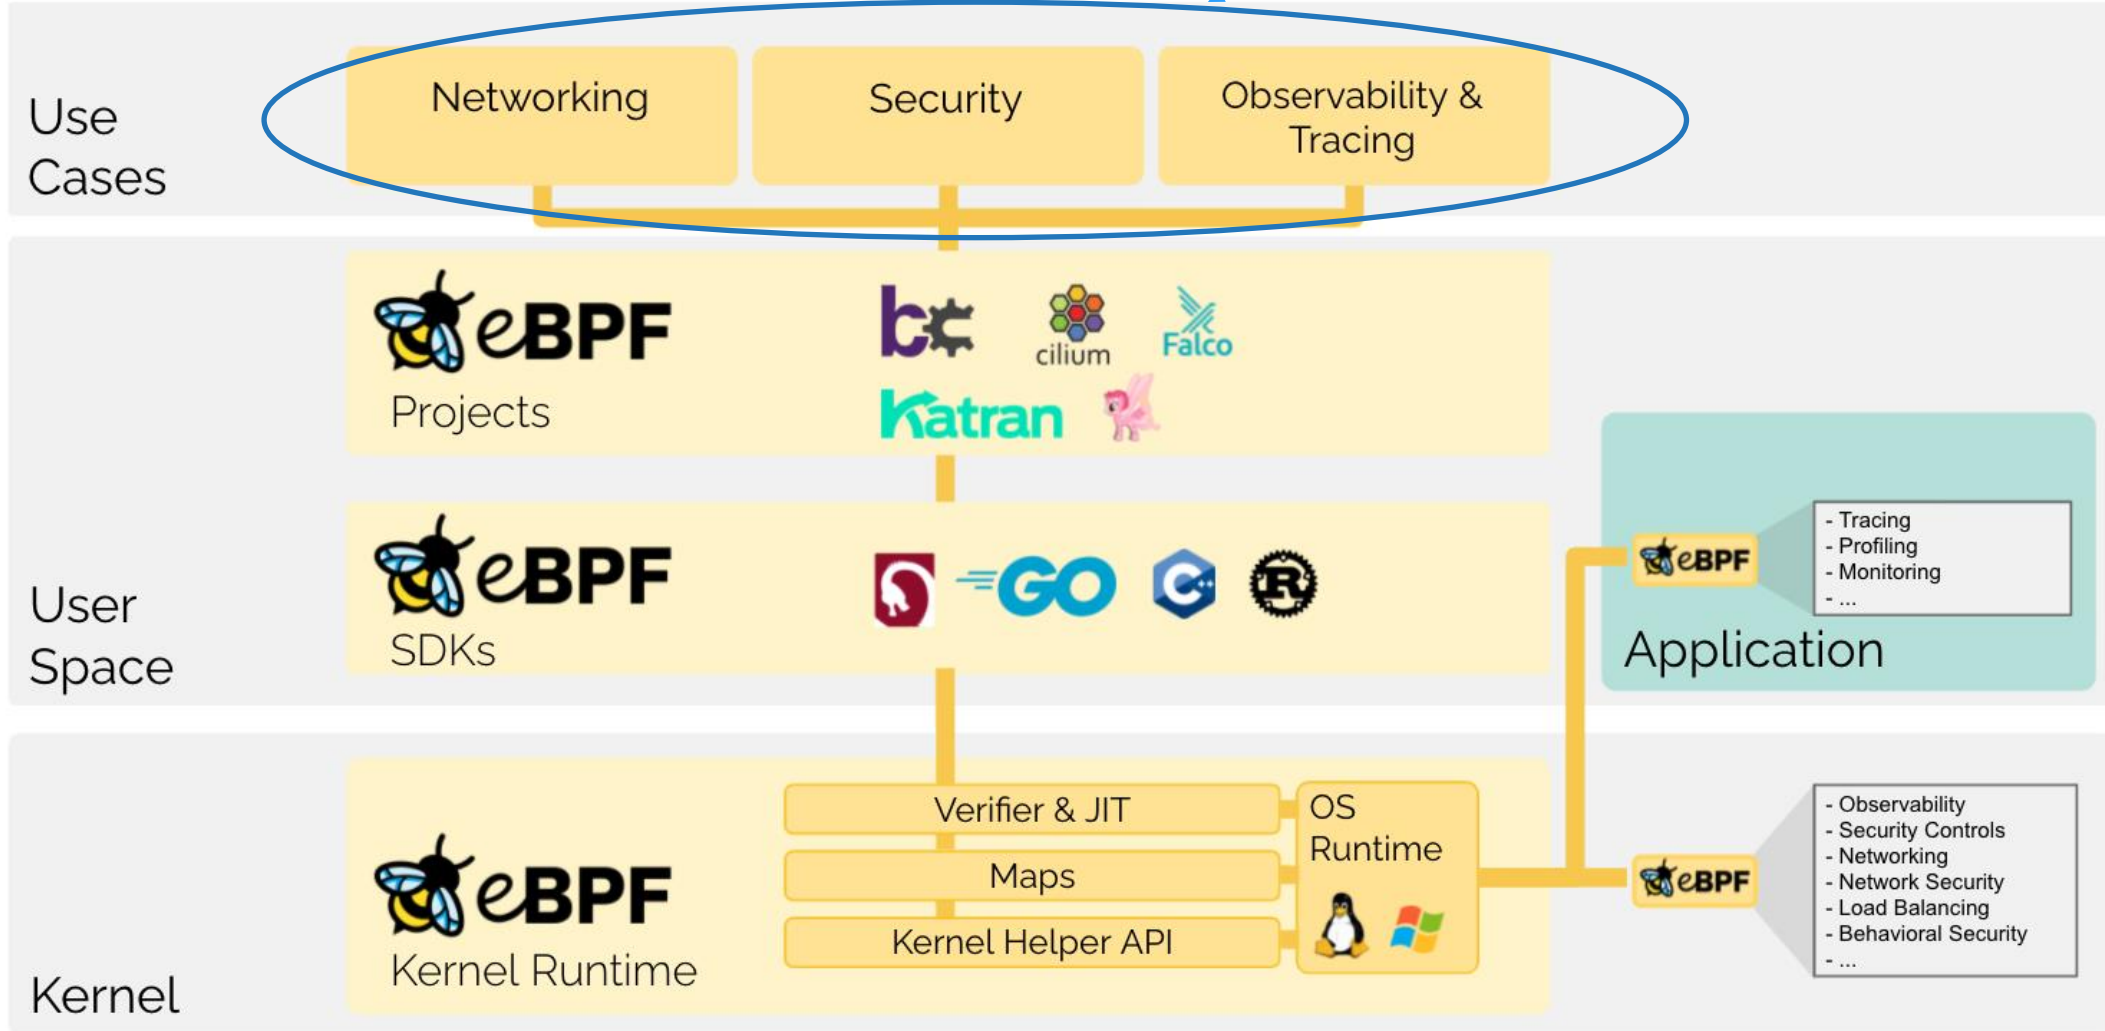 Use
Cases
Networking
Security
Observability &
Tracing
User
Space
eBPF
Projects
bc
cilium
Falco
Katran
eBPF
SDKs
GO
C++
R
eBPF
- Tracing
- Profiling
- Monitoring
- ...
Application
Kernel
eBPF
Kernel Runtime
Verifier & JIT
Maps
Kernel Helper API
OS
Runtime
eBPF
- Observability
- Security Controls
- Networking
- Network Security
- Load Balancing
- Behavioral Security
- ...